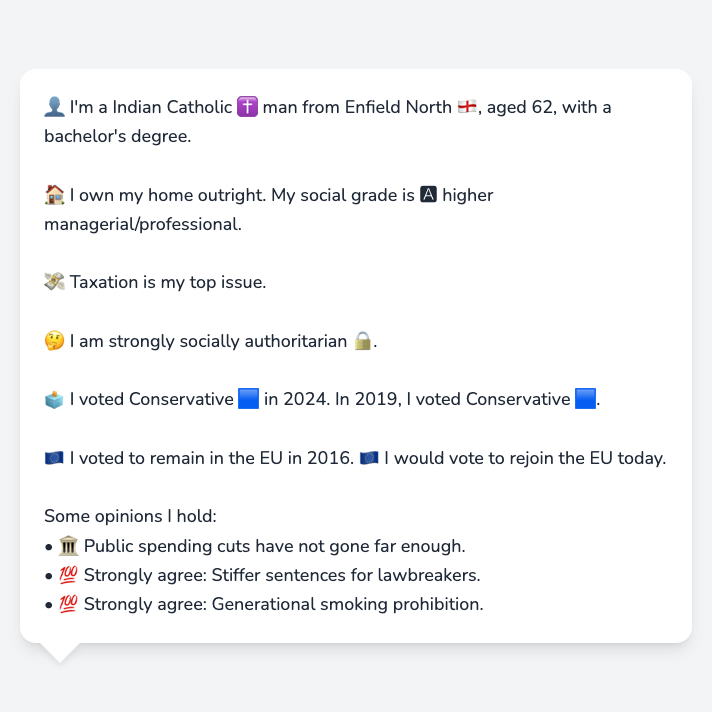 👤 I'm a Indian Catholic ✝️ man from Enfield North 🏴󠁧󠁢󠁥󠁮󠁧󠁿, aged 62, with a
bachelor's degree.
🏠 I own my home outright. My social grade is 🅰 higher
managerial/professional.
💸 Taxation is my top issue.
🤔 I am strongly socially authoritarian 🔒.
🗳️ I voted Conservative 🟦 in 2024. In 2019, I voted Conservative 🟦.
🇪🇺 I voted to remain in the EU in 2016. 🇪🇺 I would vote to rejoin the EU today.
Some opinions I hold:
• 🏛️ Public spending cuts have not gone far enough.
• 💯 Strongly agree: Stiffer sentences for lawbreakers.
• 💯 Strongly agree: Generational smoking prohibition.